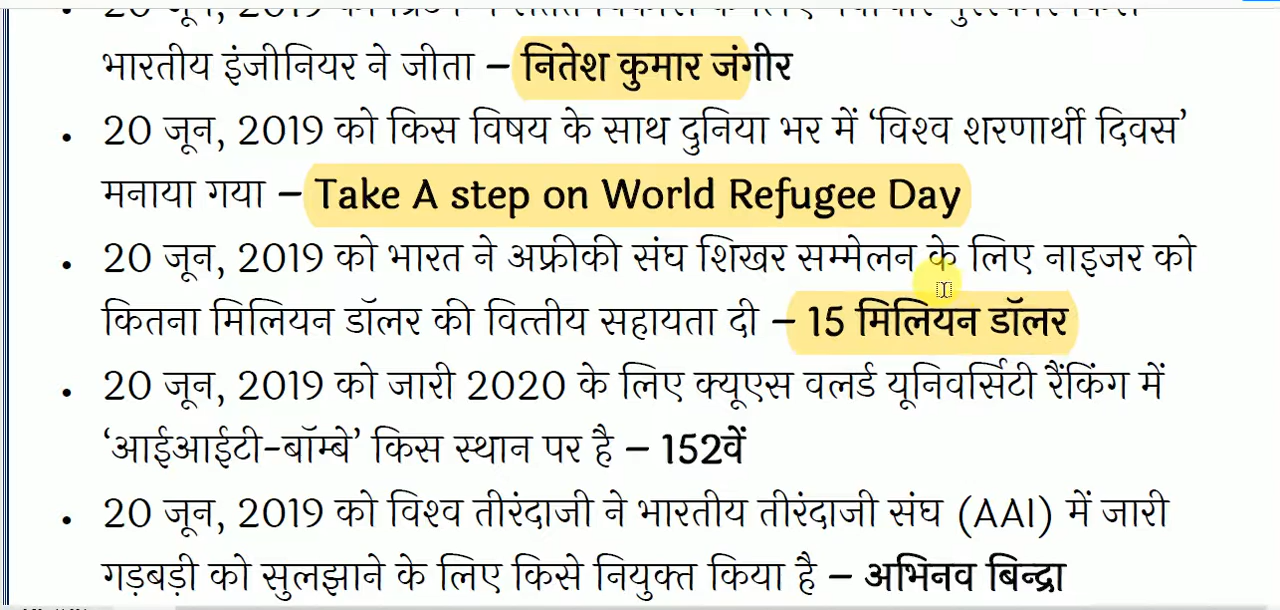 20 जून, 2019 को ब्रिटेन
भारतीय इंजीनियर ने जीता – नितेश कुमार जंगीर
• 20 जून, 2019 को किस विषय के साथ दुनिया भर में ‘विश्व शरणार्थी दिवस’
मनाया गया – Take A step on World Refugee Day
• 20 जून, 2019 को भारत ने अफ्रीकी संघ शिखर सम्मेलन के लिए नाइजर को
कितना मिलियन डॉलर की वित्तीय सहायता दी – 15 मिलियन डॉलर
• 20 जून, 2019 को जारी 2020 के लिए क्यूएस वलर्ड यूनिवर्सिटी रैंकिंग में
‘आईआईटी-बॉम्बे’ किस स्थान पर है – 152वें
• 20 जून, 2019 को विश्व तीरंदाजी ने भारतीय तीरंदाजी संघ (AAI) में जारी
गड़बड़ी को सुलझाने के लिए किसे नियुक्त किया है – अभिनव बिन्द्रा